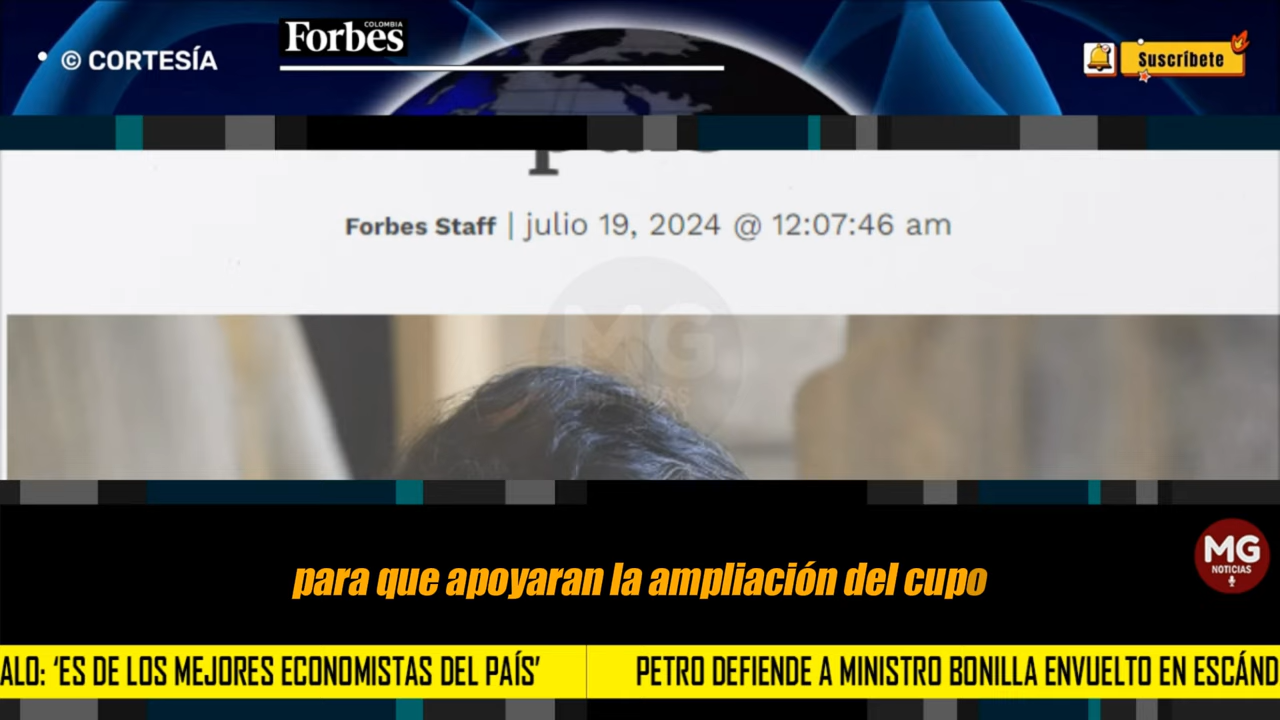 © CORTESÍA
COLOMBIA
Forbes
Suscríbete
Forbes Staff | julio 19, 2024 @ 12:07:46 am
MG
NOTICIAS
para que apoyaran la ampliación del cupo
MG
NOTICIAS
ALO: ‘ES DE LOS MEJORES ECONOMISTAS DEL PAÍS’
PETRO DEFIENDE A MINISTRO BONILLA ENVUELTO EN ESCÁND